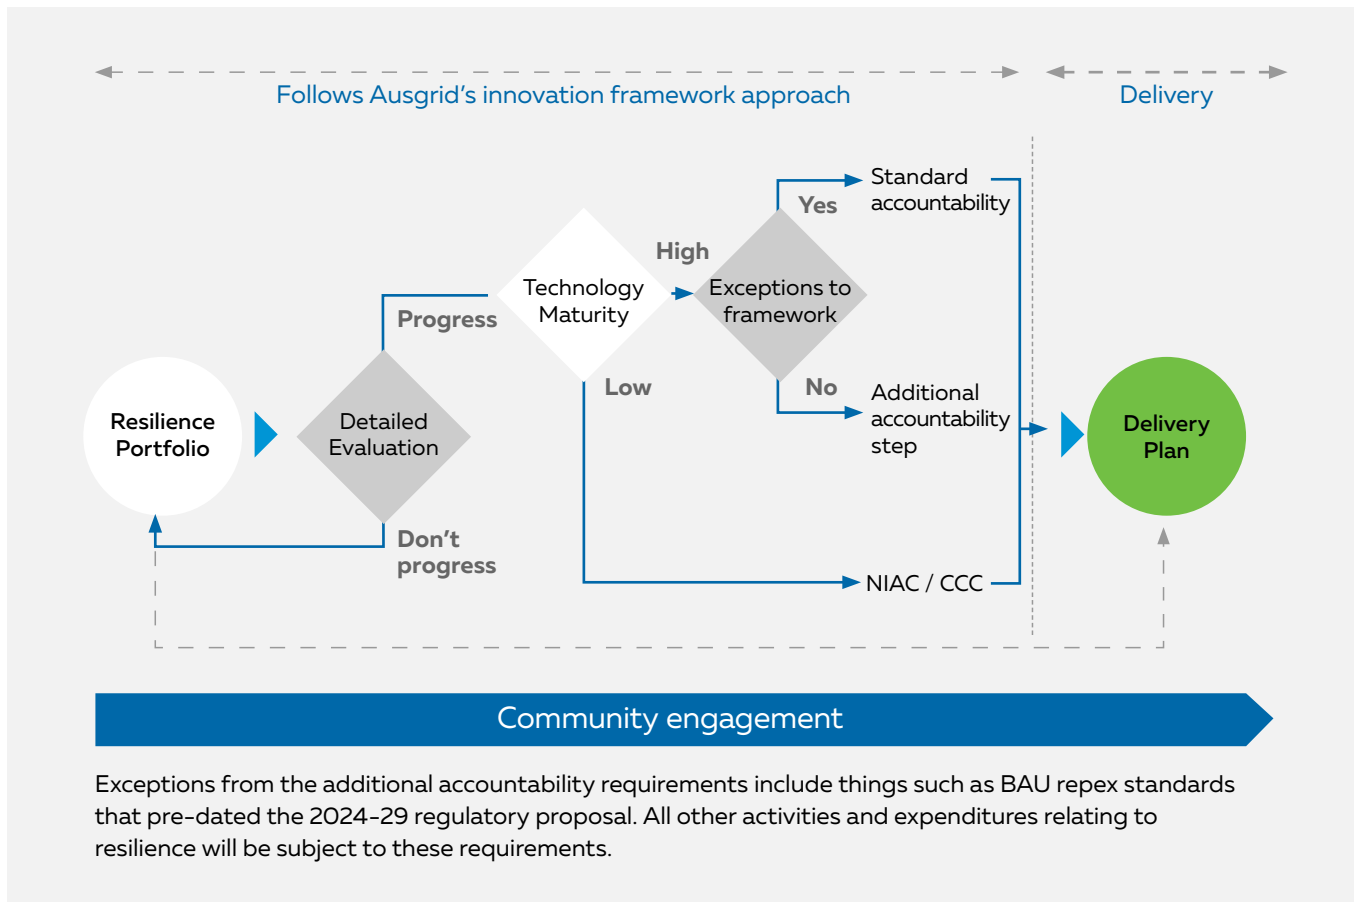 Follows Ausgrid's innovation framework approach
Delivery
Standard
accountability
Yes
High
Technology
Maturity
Exceptions to
framework
Progress
Low
No
Additional
accountability
step
Resilience
Portfolio
Detailed
Evaluation
Delivery
Plan
Don't
progress
NIAC / CCC
Community engagement
Exceptions from the additional accountability requirements include things such as BAU repex standards
that pre-dated the 2024-29 regulatory proposal. All other activities and expenditures relating to
resilience will be subject to these requirements.